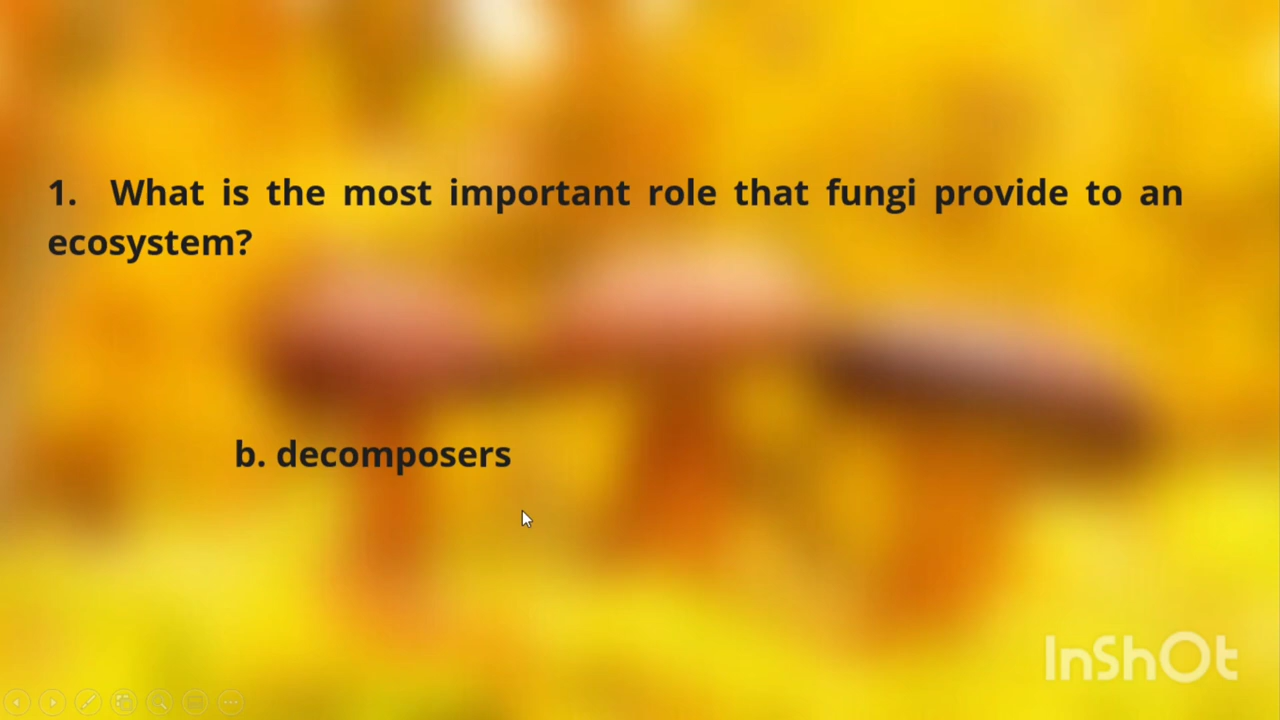 1. What is the most important role that fungi provide to an
ecosystem?
b. decomposers
InShOt